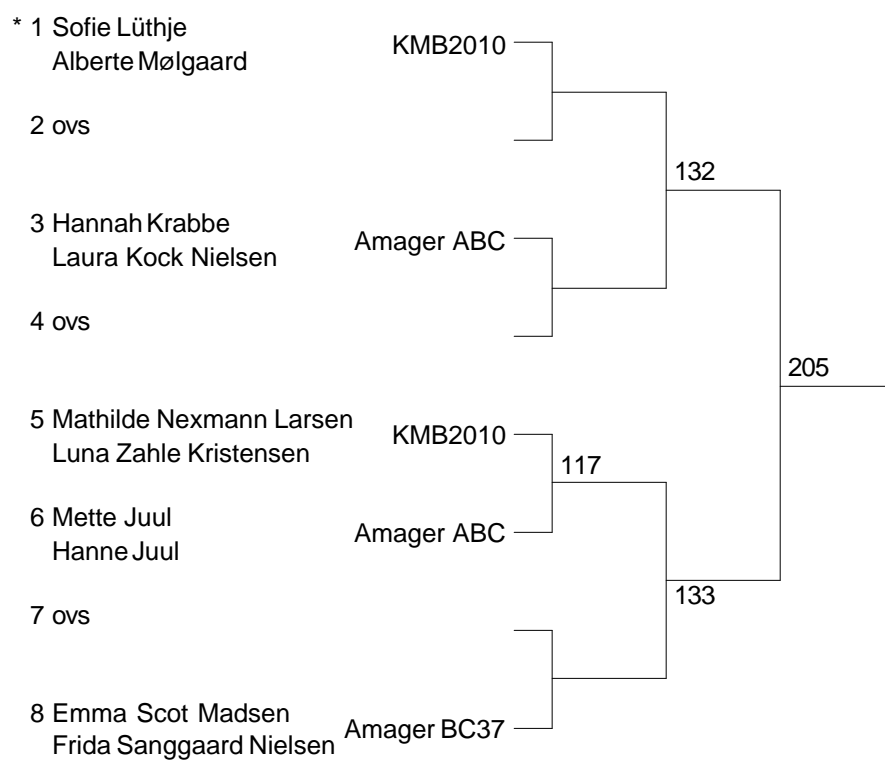 * 1 Sofie Lüthje
Alberte Mølgaard
KMB2010
2 ovs
132
3 Hannah Krabbe
Laura Kock Nielsen
Amager ABC
4 ovs
205
5 Mathilde Nexmann Larsen
Luna Zahle Kristensen
KMB2010
117
6 Mette Juul
Hanne Juul
Amager ABC
133
7 ovs
8 Emma Scot Madsen
Frida Sanggaard Nielsen
Amager BC37